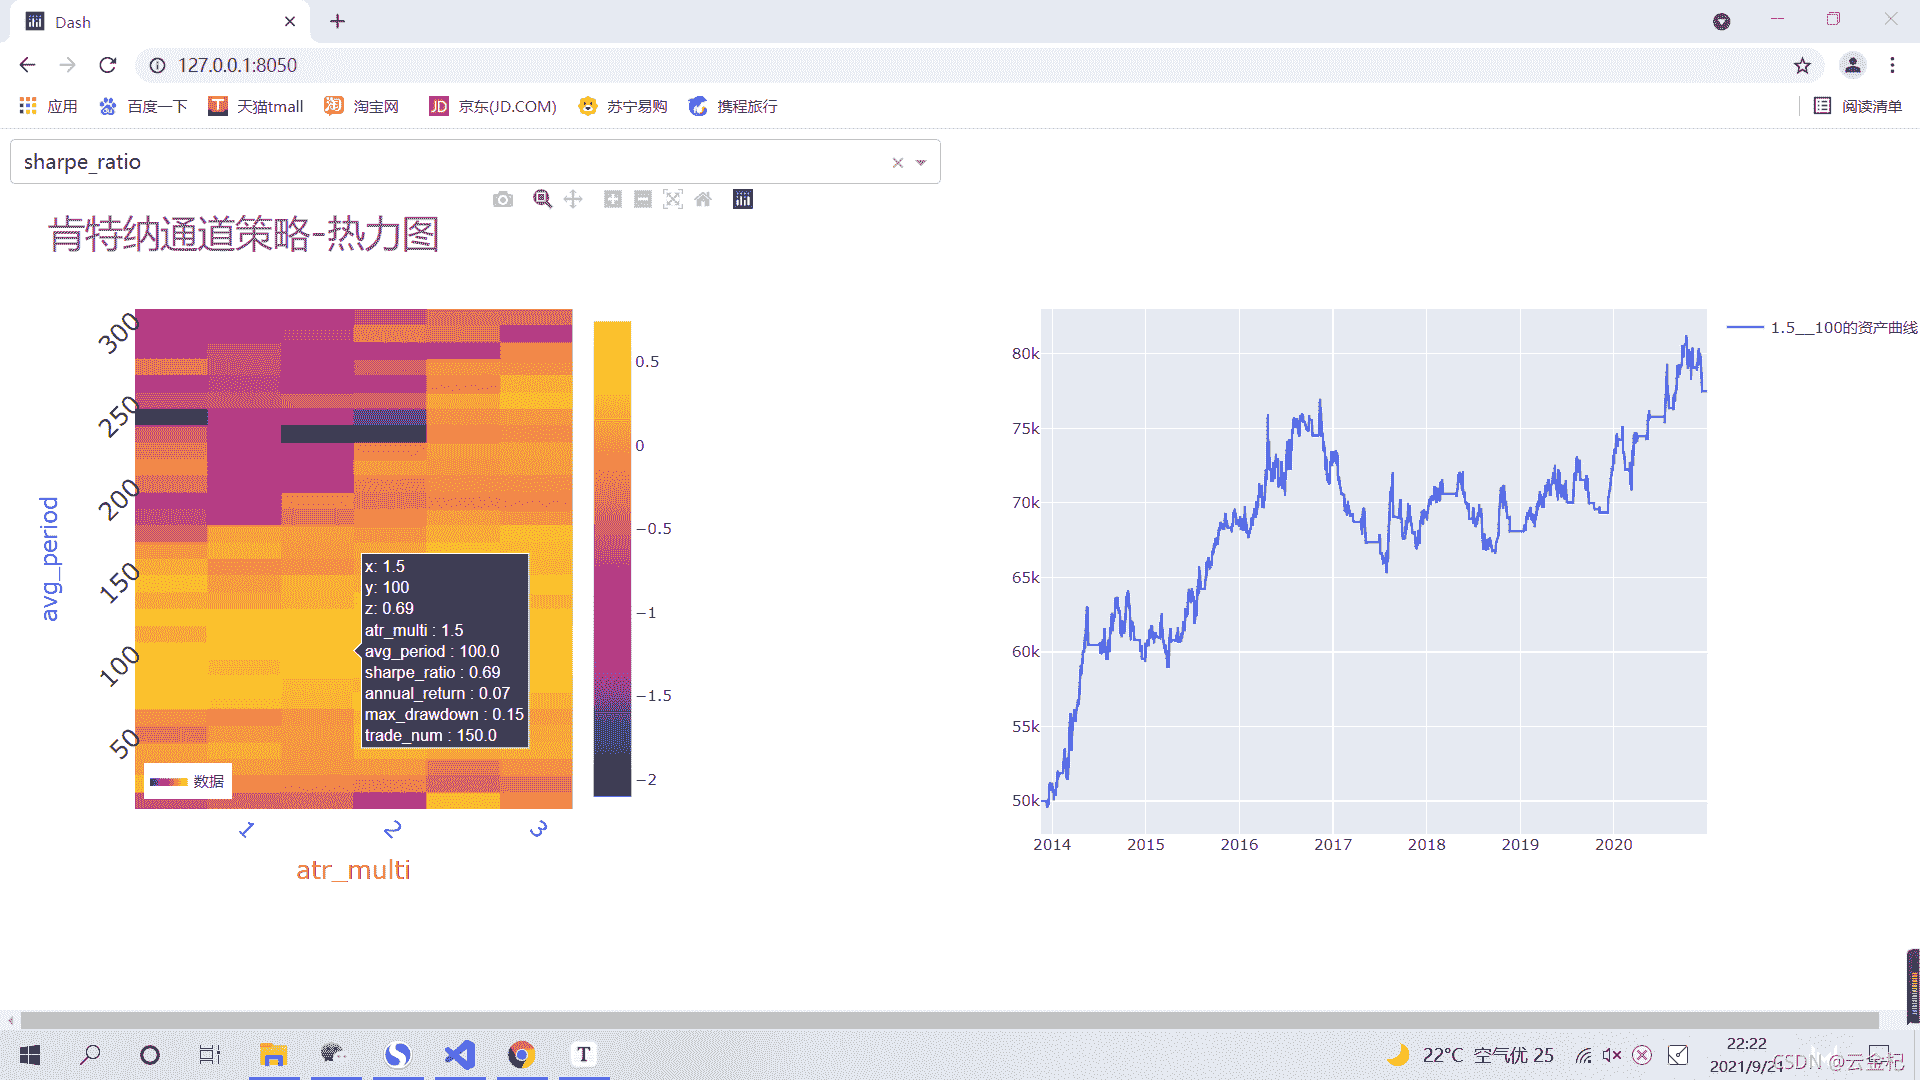 Dash
127.0.0.1:8050
应用 百度一下 天猫tmall 淘宝网 京东(JD.COM) 苏宁易购 携程旅行 阅读清单
sharpe_ratio
肯特纳通道策略-热力图
300
250
200
150
100
50
avg_period
x: 1.5
y: 100
z: 0.69
atr_multi : 1.5
avg_period : 100.0
sharpe_ratio : 0.69
annual_return : 0.07
max_drawdown : 0.15
trade_num : 150.0
数据
1 2 3
atr_multi
0.5
0
−0.5
−1
−1.5
−2
1.5__100的资产曲线
80k
75k
70k
65k
60k
55k
50k
2014 2015 2016 2017 2018 2019 2020
22°C 空气优 25
22:22
2021/9/21
CSDN @云金杞